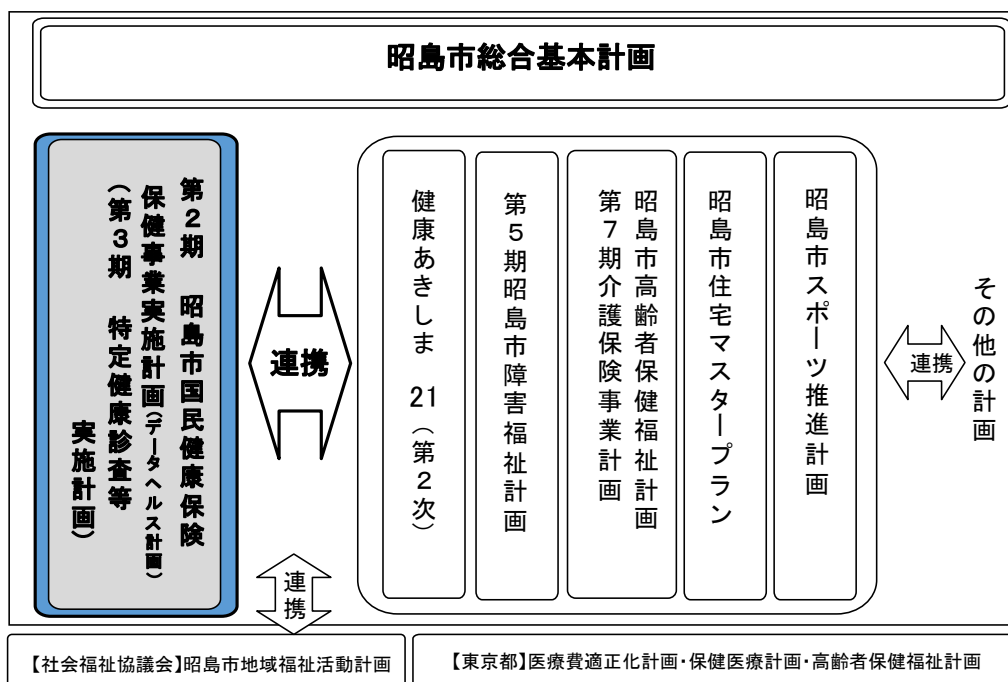 昭島市総合基本計画
第２期　昭島市国民健康保険
保健事業実施計画（データヘルス計画）
（第３期　特定健康診査等
実施計画）
連携
健康あきしま 21（第２次）
第５期昭島市障害福祉計画
昭島市高齢者保健福祉計画
第７期介護保険事業計画
昭島市住宅マスタープラン
昭島市スポーツ推進計画
連携
その他の計画
連携
【社会福祉協議会】昭島市地域福祉活動計画
【東京都】医療費適正化計画・保健医療計画・高齢者保健福祉計画